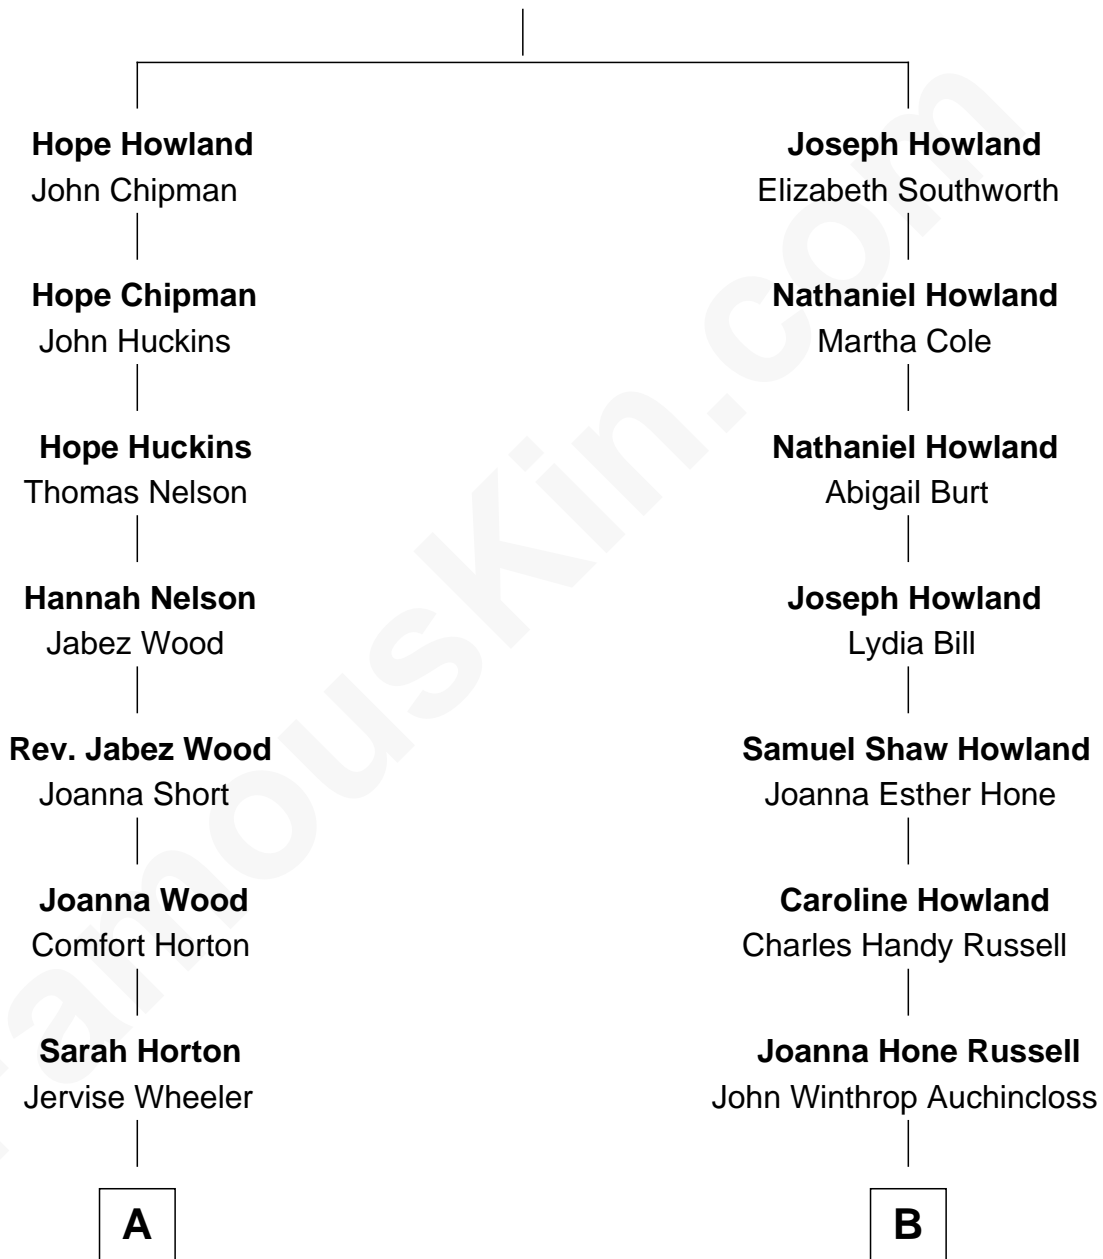 Hope Howland
John Chipman
Hope Chipman
John Huckins
Hope Huckins
Thomas Nelson
Hannah Nelson
Jabez Wood
Rev. Jabez Wood
Joanna Short
Joanna Wood
Comfort Horton
Sarah Horton
Jervise Wheeler
A
Joseph Howland
Elizabeth Southworth
Nathaniel Howland
Martha Cole
Nathaniel Howland
Abigail Burt
Joseph Howland
Lydia Bill
Samuel Shaw Howland
Joanna Esther Hone
Caroline Howland
Charles Handy Russell
Joanna Hone Russell
John Winthrop Auchincloss
B
FamousKin.com